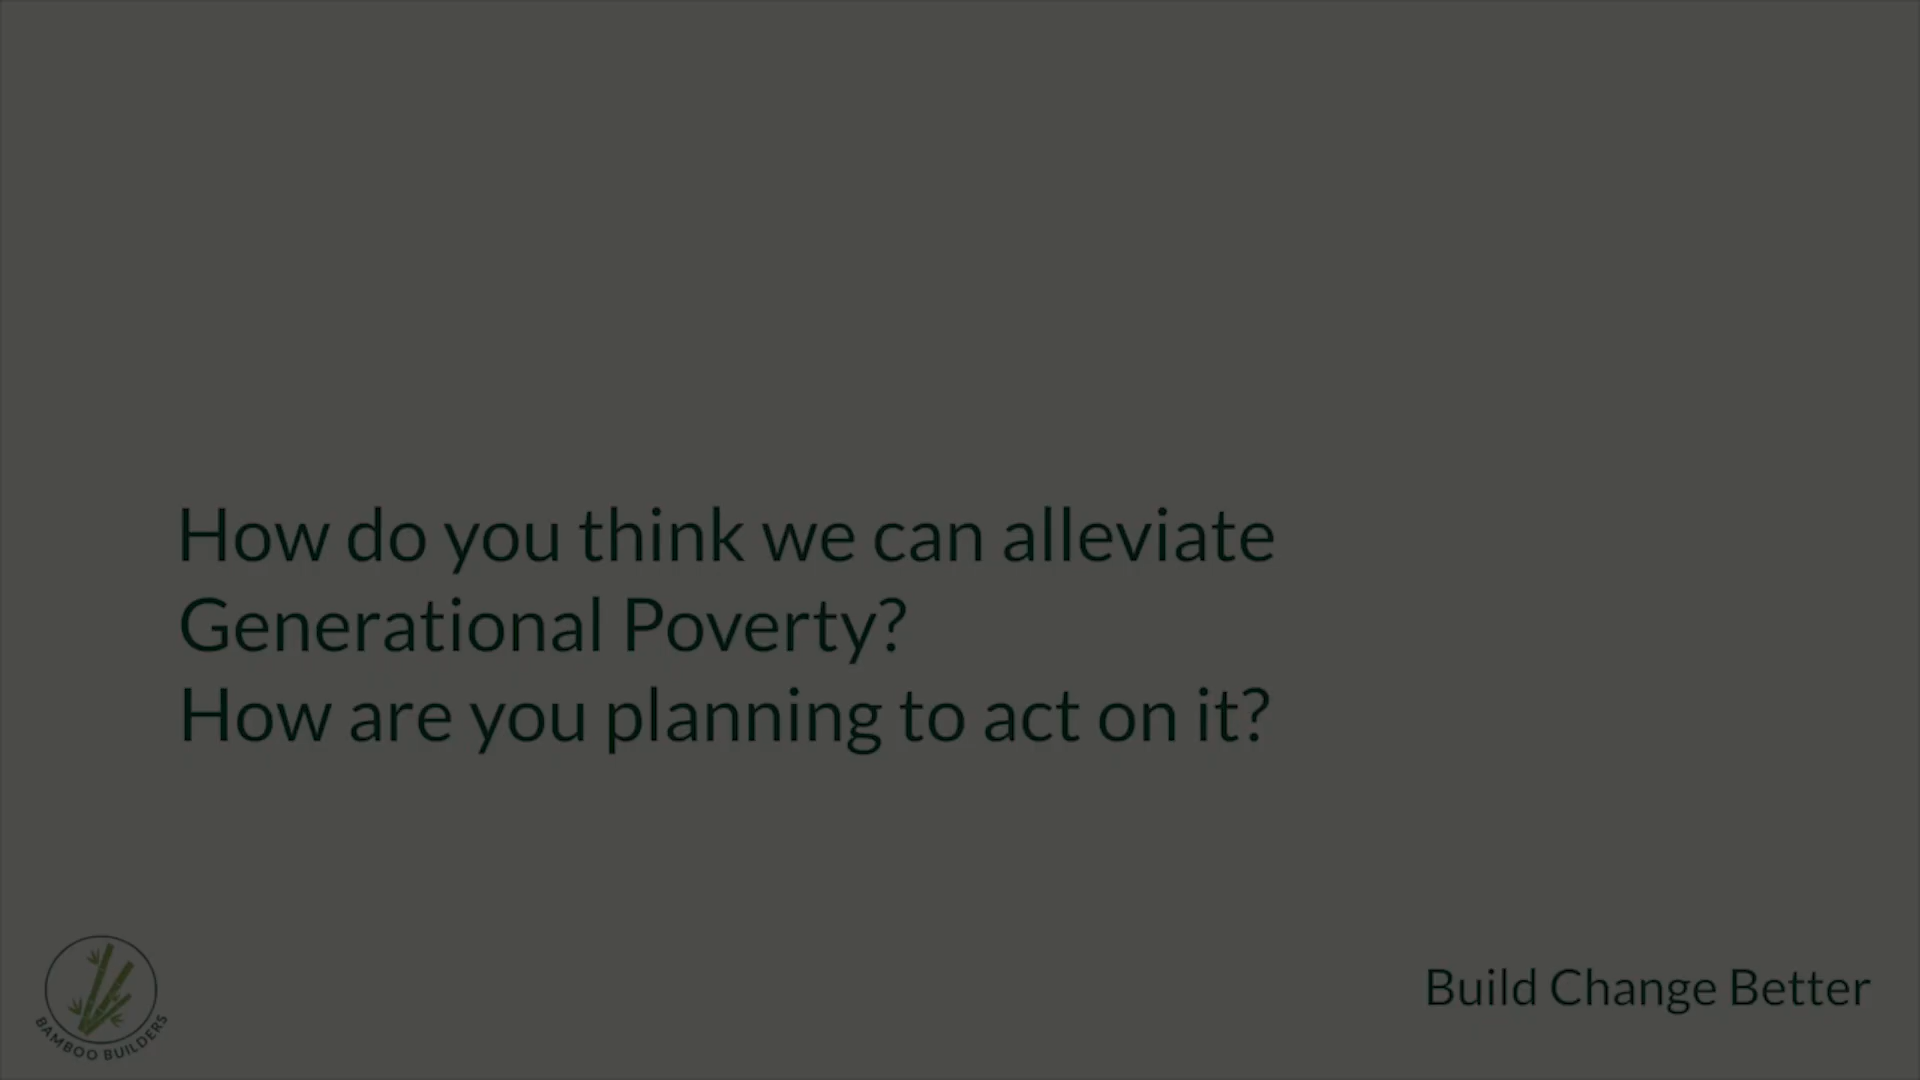 How do you think we can alleviate
Generational Poverty?
How are you planning to act on it?
BAMBOO BUILDERS
Build Change Better